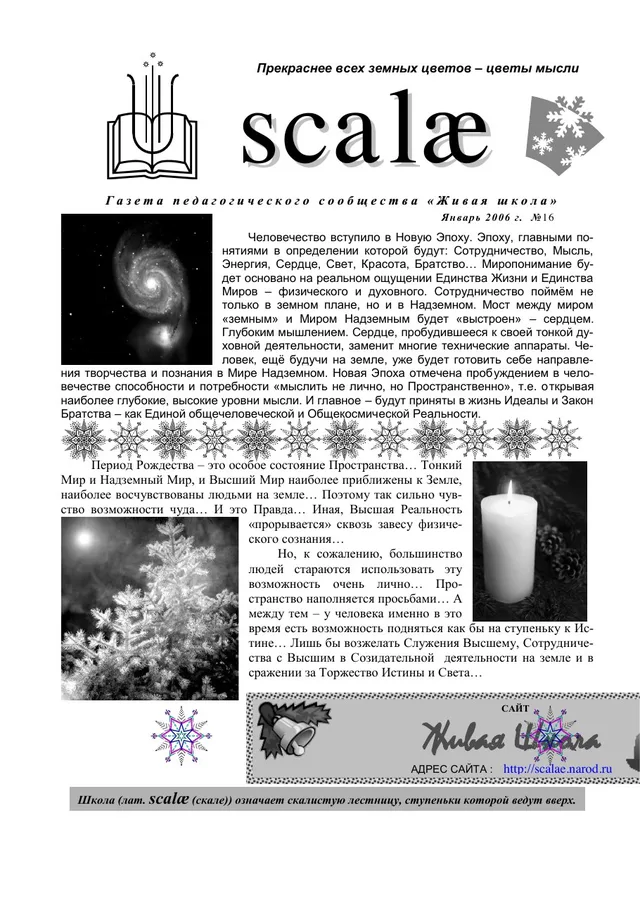 Прекраснее всех земных цветов – цветы мысли
scalæ
Газета педагогического сообщества «Живая школа»
Январь 2006 г. №16
Человечество вступило в Новую Эпоху. Эпоху, главными по-
нятиями в определении которой будут: Сотрудничество, Мысль,
Энергия, Сердце, Свет, Красота, Братство… Миропонимание бу-
дет основано на реальном ощущении Единства Жизни и Единства
Миров – физического и духовного. Сотрудничество поймём не
только в земном плане, но и в Надземном. Мост между миром
«земным» и Миром Надземным будет «выстроен» – сердцем.
Глубоким мышлением. Сердце, пробудившееся к своей тонкой ду-
ховной деятельности, заменит многие технические аппараты. Че-
ловек, ещё будучи на земле, уже будет готовить себе направле-
ния творчества и познания в Мире Надземном. Новая Эпоха отмечена пробуждением в чело-
вечестве способности и потребности «мыслить не лично, но Пространственно», т.е. открывая
наиболее глубокие, высокие уровни мысли. И главное – будут приняты в жизнь Идеалы и Закон
Братства – как Единой общечеловеческой и Общекосмической Реальности.
Период Рождества – это особое состояние Пространства… Тонкий
Мир и Надземный Мир, и Высший Мир наиболее приближены к Земле,
наиболее восчувствованы людьми на земле… Поэтому так сильно чув-
ство возможности чуда… И это Правда… Иная, Высшая Реальность
«прорывается» сквозь завесу физиче-
ского сознания…
Но, к сожалению, большинство
людей стараются использовать эту
возможность очень лично… Про-
странство наполняется просьбами… А
между тем – у человека именно в это
время есть возможность подняться как бы на ступеньку к Ис-
тине… Лишь бы возжелать Служения Высшему, Сотрудниче-
ства с Высшим в Созидательной деятельности на земле и в
сражении за Торжество Истины и Света…
САЙТ
Живая Школа
АДРЕС САЙТА : http://scalae.narod.ru
Школа (лат. scalæ (скале)) означает скалистую лестницу, ступеньки которой ведут вверх.